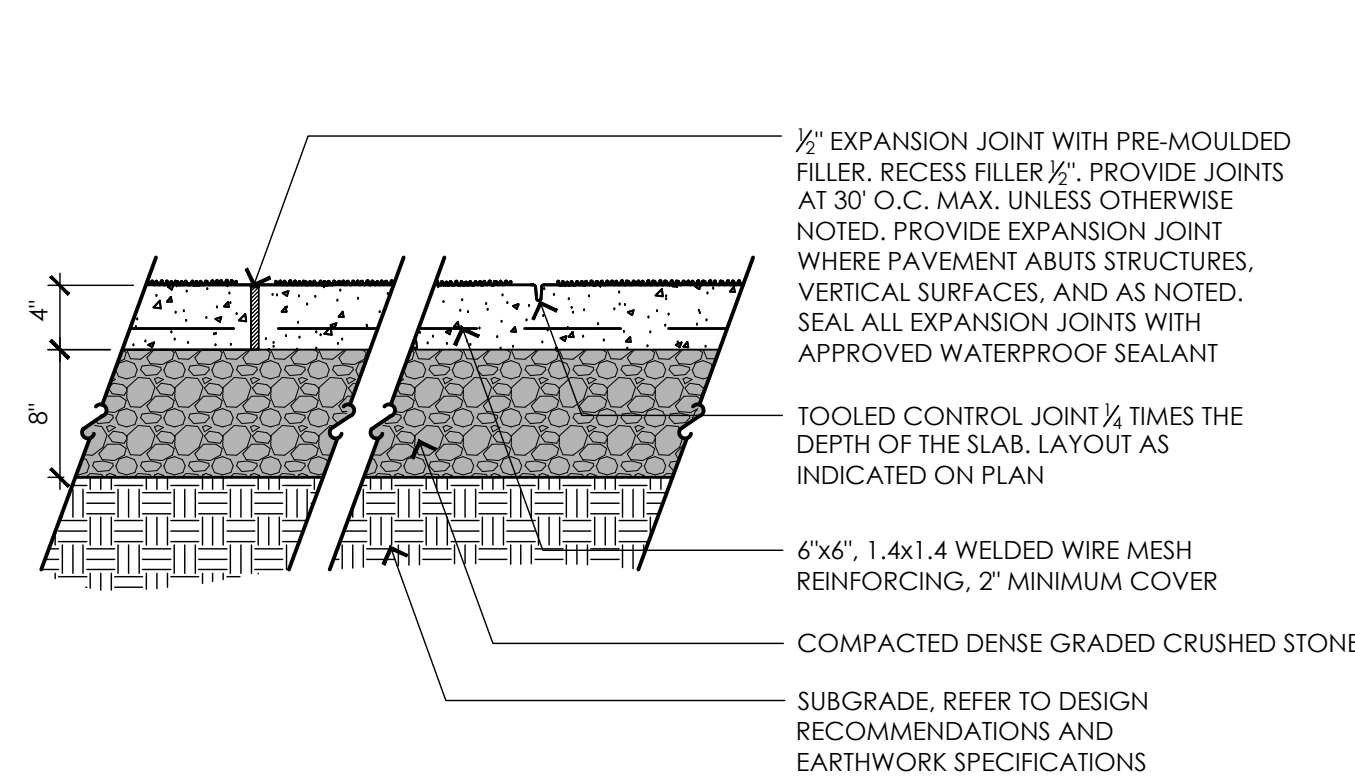 ½" EXPANSION JOINT WITH PRE-MOULDED
FILLER. RECESS FILLER ½". PROVIDE JOINTS
AT 30' O.C. MAX. UNLESS OTHERWISE
NOTED. PROVIDE EXPANSION JOINT
WHERE PAVEMENT ABUTS STRUCTURES,
VERTICAL SURFACES, AND AS NOTED.
SEAL ALL EXPANSION JOINTS WITH
APPROVED WATERPROOF SEALANT
4"
8"
TOOLED CONTROL JOINT ¼ TIMES THE
DEPTH OF THE SLAB. LAYOUT AS
INDICATED ON PLAN
6"x6", 1.4x1.4 WELDED WIRE MESH
REINFORCING, 2" MINIMUM COVER
COMPACTED DENSE GRADED CRUSHED STONE
SUBGRADE, REFER TO DESIGN
RECOMMENDATIONS AND
EARTHWORK SPECIFICATIONS